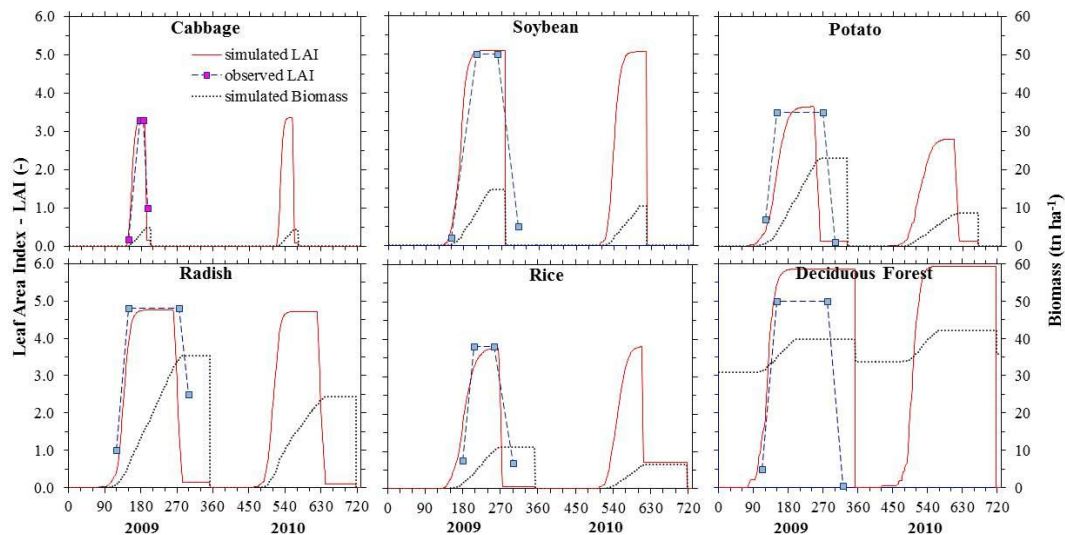 Cabbage
Soybean
Potato
simulated LAI
observed LAI
simulated Biomass
6.0
5.0
4.0
3.0
2.0
1.0
0.0
60
50
40
30
20
10
0
Leaf Area Index - LAI (-)
Biomass (tn ha-1)
Radish
Rice
Deciduous Forest
6.0
5.0
4.0
3.0
2.0
1.0
0.0
60
50
40
30
20
10
0
0 90 180 270 360 450 540 630 720
0 90 180 270 360 450 540 630 720
0 90 180 270 360 450 540 630 720
2009 2010
2009 2010
2009 2010